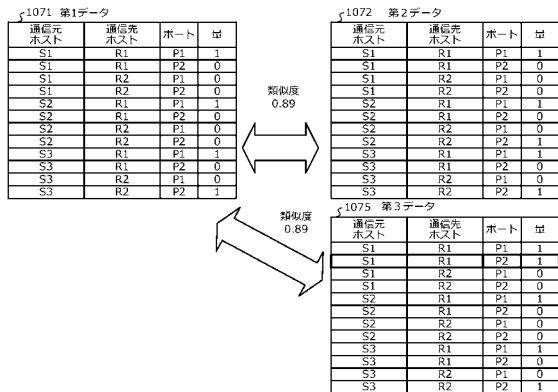 1071 第1データ
通信元ホスト 通信先ホスト ポート 量
S1 R1 P1 1
S1 R1 P2 0
S1 R2 P1 0
S1 R2 P2 0
S2 R1 P1 1
S2 R1 P2 0
S2 R2 P1 0
S2 R2 P2 0
S3 R1 P1 1
S3 R1 P2 0
S3 R2 P1 0
S3 R2 P2 1
類似度
0.89
1072 第2データ
通信元ホスト 通信先ホスト ポート 量
S1 R1 P1 1
S1 R1 P2 0
S1 R2 P1 0
S1 R2 P2 0
S2 R1 P1 1
S2 R1 P2 0
S2 R2 P1 0
S2 R2 P2 1
S3 R1 P1 1
S3 R1 P2 0
S3 R2 P1 0
S3 R2 P2 1
類似度
0.89
1075 第3データ
通信元ホスト 通信先ホスト ポート 量
S1 R1 P1 1
S1 R1 P2 1
S1 R2 P1 0
S1 R2 P2 0
S2 R1 P1 1
S2 R1 P2 0
S2 R2 P1 0
S2 R2 P2 0
S3 R1 P1 1
S3 R1 P2 0
S3 R2 P1 0
S3 R2 P2 1